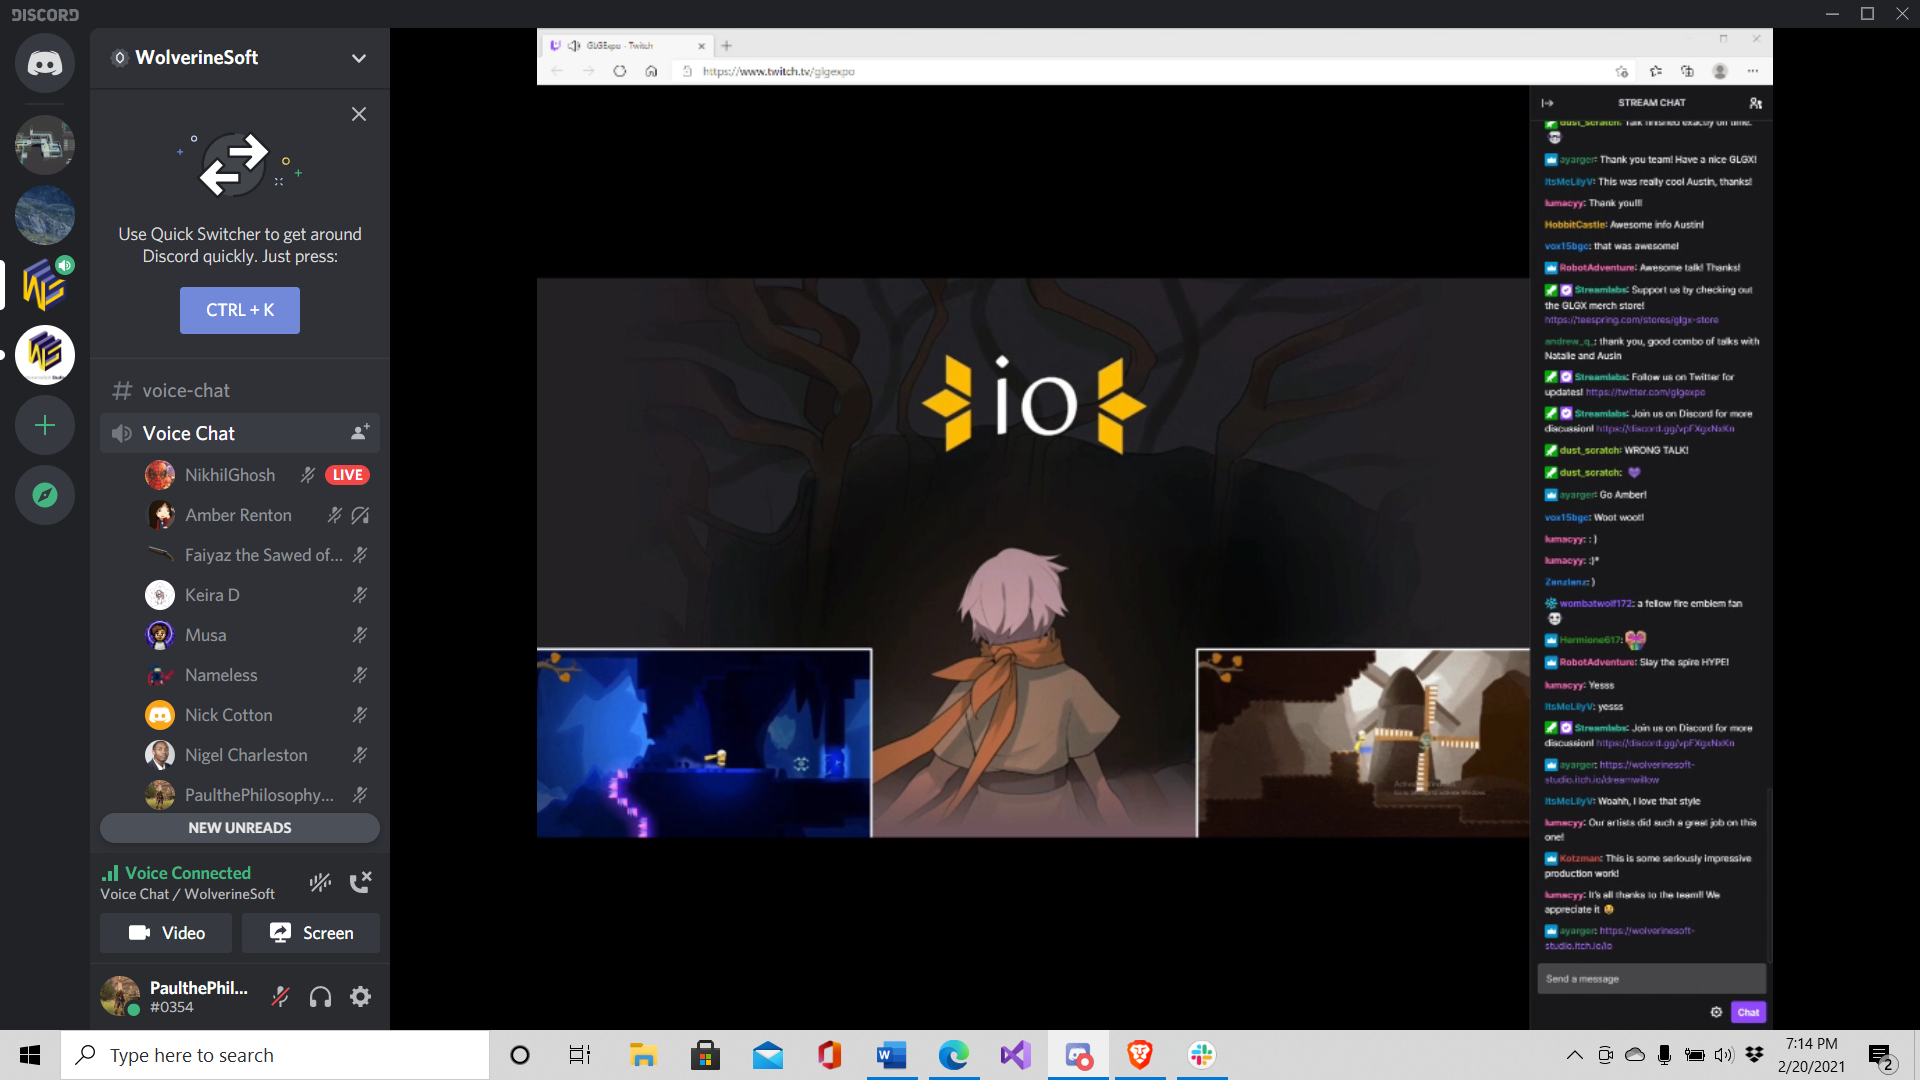 DISCORD
WolverineSoft
Use Quick Switcher to get around
Discord quickly. Just press:
CTRL + K
voice-chat
Voice Chat
NikhilGhosh
LIVE
Amber Renton
Faiyaz the Sawed of...
Keira D
Musa
Nameless
Nick Cotton
Nigel Charleston
PaulthePhilosophy...
NEW UNREADS
Voice Connected
Voice Chat / WolverineSoft
Video
Screen
PaulthePhil...
#0354
GLGExpo - Twitch
https://www.twitch.tv/glgexpo
io
STREAM CHAT
dust_scratch: Talk finished exactly on time.
ayarger: Thank you team! Have a nice GLGX!
ItsMeLilyV: This was really cool Austin, thanks!
lumacyy: Thank you!!!
HobbitCastle: Awesome info Austin!
vox15bgc: that was awesome!
RobotAdventure: Awesome talk! Thanks!
Streamlabs: Support us by checking out
the GLGX merch store!
https://teespring.com/stores/glgx-store
andrew_q_: thank you, good combo of talks with
Natalie and Ausin
Streamlabs: Follow us on Twitter for
updates! https://twitter.com/glgexpo
Streamlabs: Join us on Discord for more
discussion! https://discord.gg/vpFXgxNxKn
dust_scratch: WRONG TALK!
dust_scratch:
ayarger: Go Amber!
vox15bgc: Woot woot!
lumacyy: : )
lumacyy: :)*
Zanzlanz: )
wombatwolf172: a fellow fire emblem fan
Hermione617:
RobotAdventure: Slay the spire HYPE!
lumacyy: Yesss
ItsMeLilyV: yesss
Streamlabs: Join us on Discord for more
discussion! https://discord.gg/vpFXgxNxKn
ayarger: https://wolverinesoft-
studio.itch.io/dreamwillow
ItsMeLilyV: Woahh, I love that style
lumacyy: Our artists did such a great job on this
one!
Kotzman: This is some seriously impressive
production work!
lumacyy: It's all thanks to the team!! We
appreciate it
ayarger: https://wolverinesoft-
studio.itch.io/io
Send a message
Chat
Type here to search
7:14 PM
2/20/2021
2